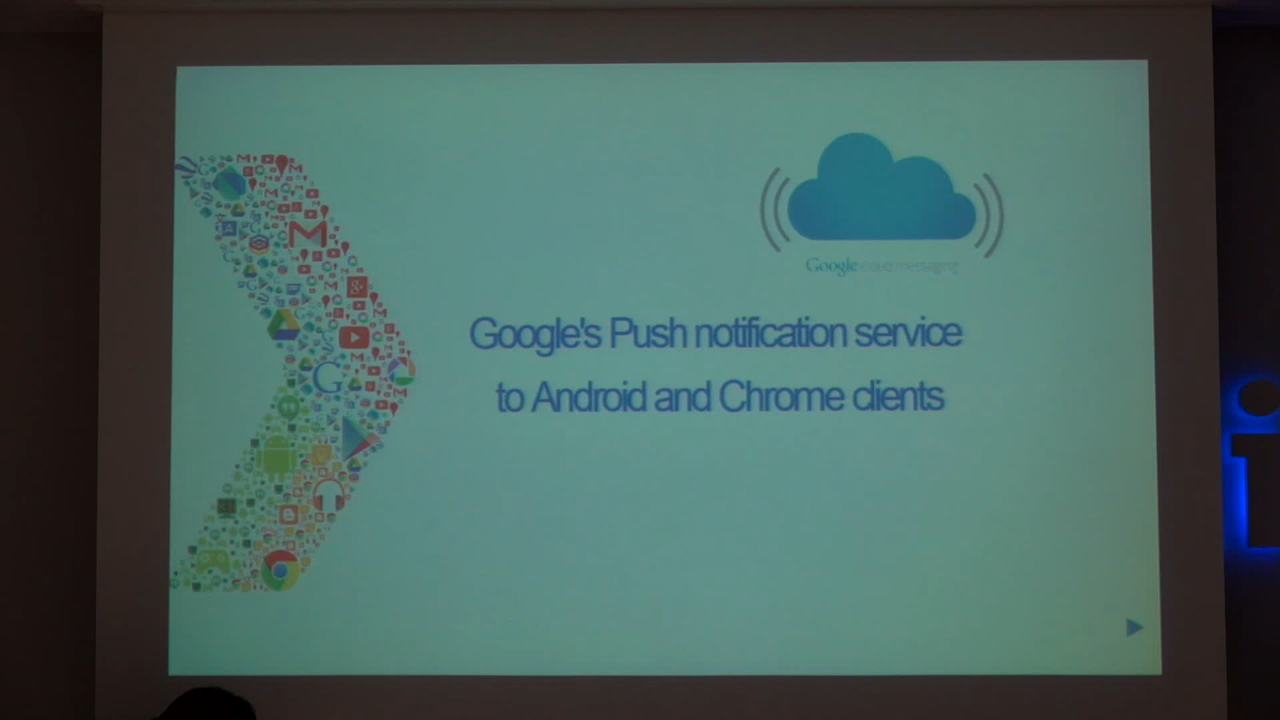 Google cloud messaging
Google's Push notification service
to Android and Chrome clients
i